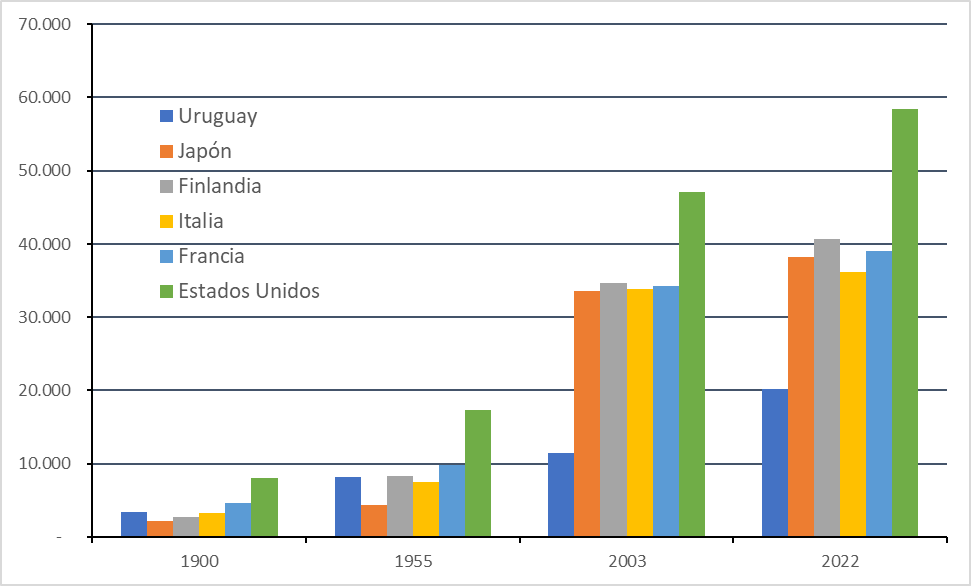 70.000
60.000
50.000
40.000
30.000
20.000
10.000
-
Uruguay
Japón
Finlandia
Italia
Francia
Estados Unidos
1900 1955 2003 2022